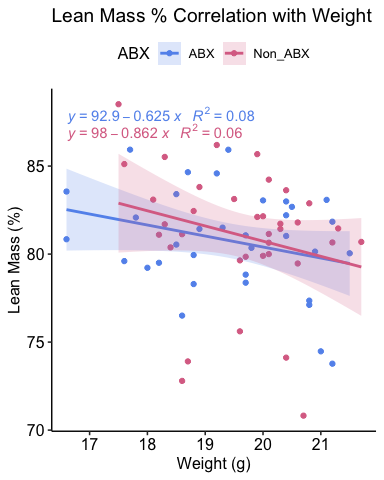 Lean Mass % Correlation with Weight
ABX ABX Non_ABX
y = 92.9 – 0.625 x R² = 0.08
y = 98 – 0.862 x R² = 0.06
Lean Mass (%)
85
80
75
70
17 18 19 20 21
Weight (g)